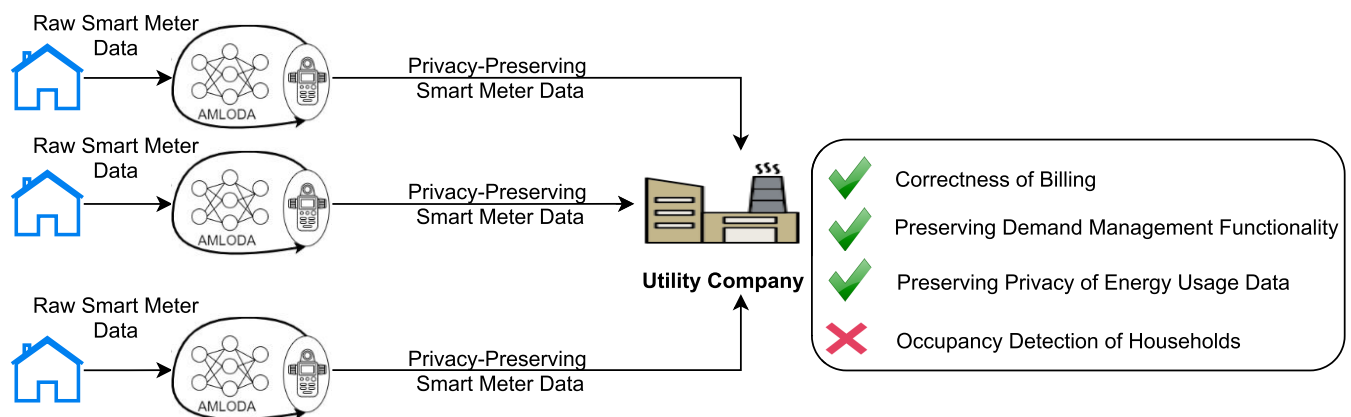 Raw Smart Meter
Data
AMLODA
Privacy-Preserving
Smart Meter Data
Raw Smart Meter
Data
AMLODA
Privacy-Preserving
Smart Meter Data
Raw Smart Meter
Data
AMLODA
Privacy-Preserving
Smart Meter Data
Utility Company
Correctness of Billing
Preserving Demand Management Functionality
Preserving Privacy of Energy Usage Data
Occupancy Detection of Households